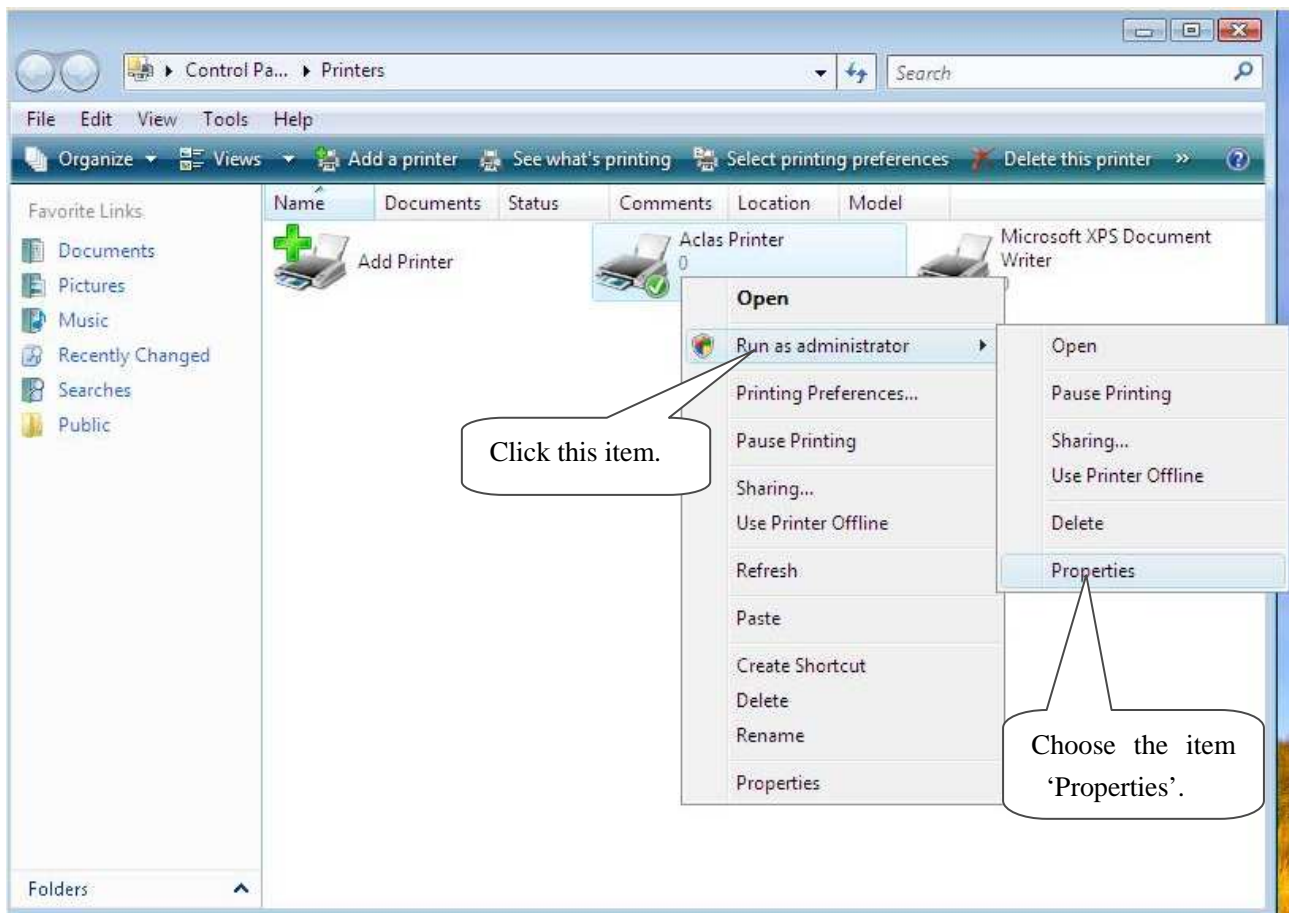 Control Pa... Printers
Search
File Edit View Tools Help
Organize Views Add a printer See what's printing Select printing preferences Delete this printer »
Favorite Links
Documents
Pictures
Music
Recently Changed
Searches
Public
Folders
Name Documents Status Comments Location Model
Add Printer
Aclas Printer
0
Microsoft XPS Document
Writer
Open
Run as administrator
Printing Preferences...
Pause Printing
Sharing...
Use Printer Offline
Refresh
Paste
Create Shortcut
Delete
Rename
Properties
Open
Pause Printing
Sharing...
Use Printer Offline
Delete
Properties
Click this item.
Choose the item
‘Properties’.